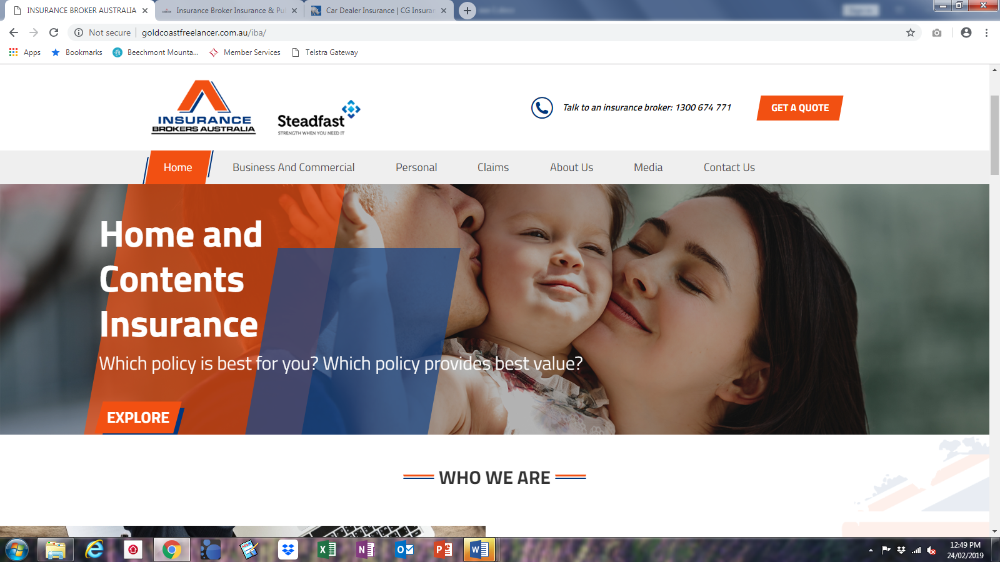 INSURANCE BROKER AUSTRALIA
Insurance Broker Insurance & Pu
Car Dealer Insurance | CG Insurar
Not secure
goldcoastfreelancer.com.au/iba/
Apps
Bookmarks
Beechmont Mounta...
Member Services
Telstra Gateway
INSURANCE
BROKERS AUSTRALIA
Steadfast
STRENGTH WHEN YOU NEED IT
Talk to an insurance broker: 1300 674 771
GET A QUOTE
Home
Business And Commercial
Personal
Claims
About Us
Media
Contact Us
Home and
Contents
Insurance
Which policy is best for you? Which policy provides best value?
EXPLORE
WHO WE ARE
12:49 PM
24/02/2019